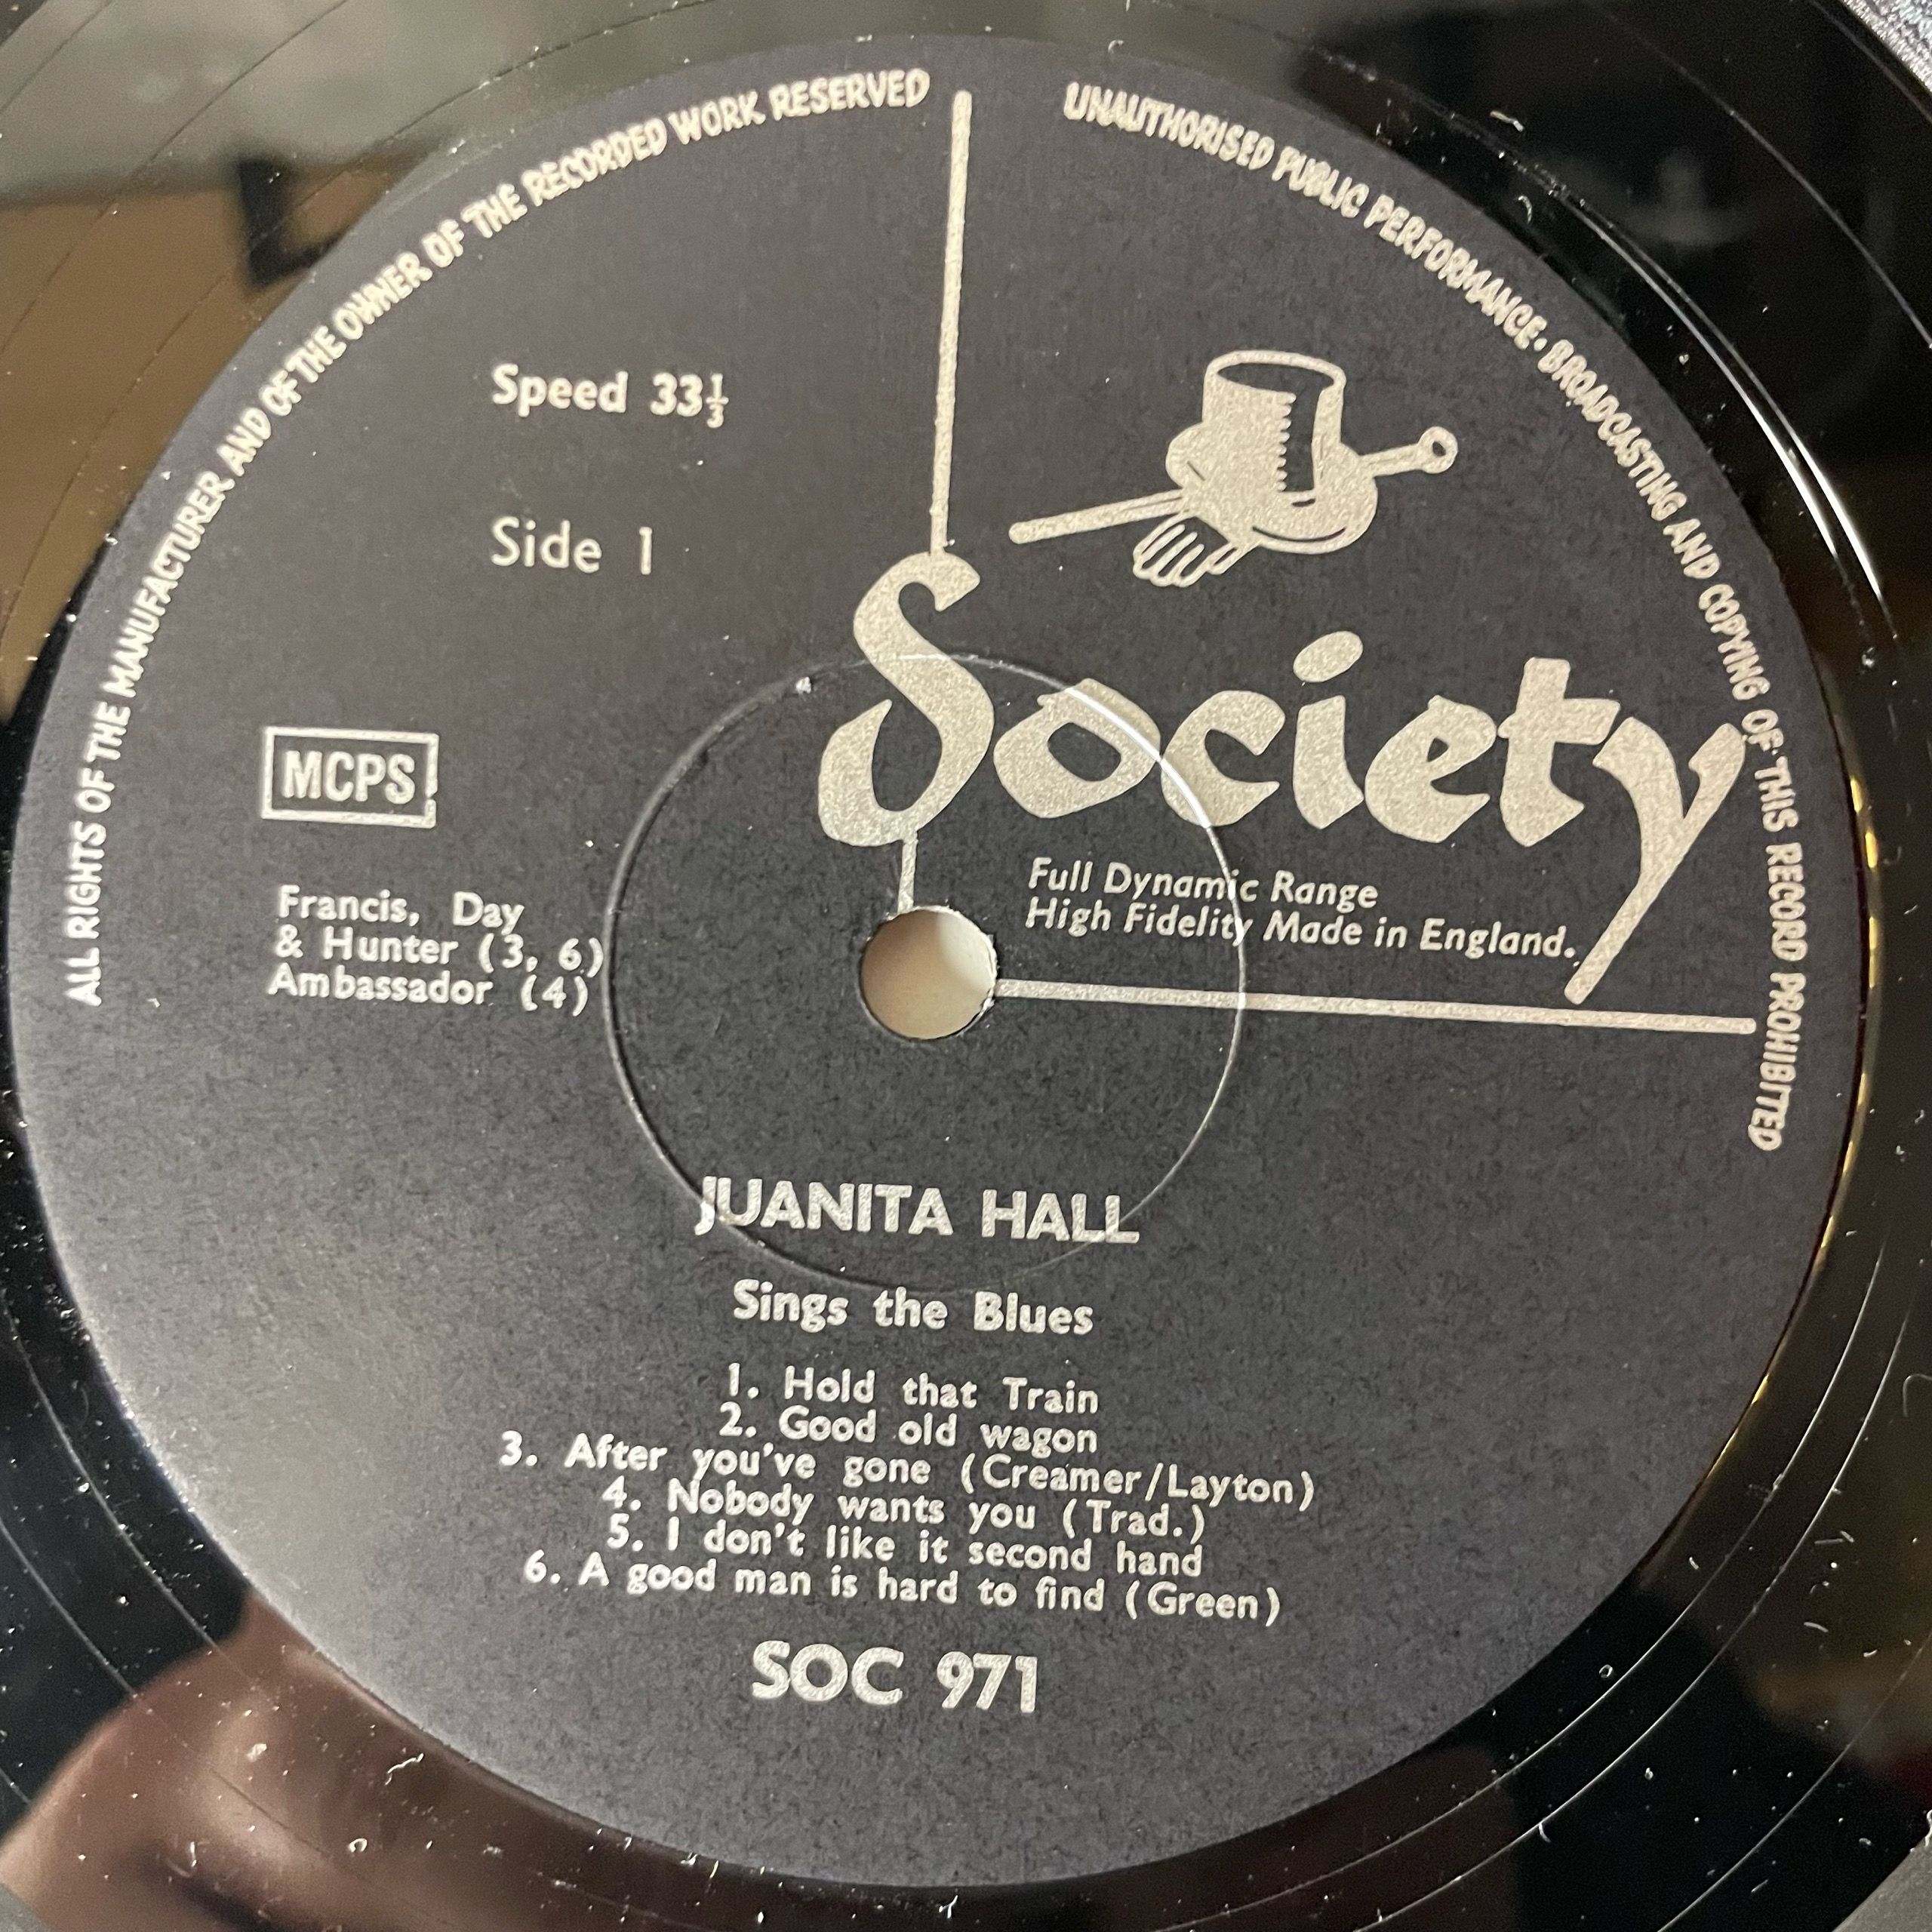 ALL RIGHTS OF THE MANUFACTURER AND OF THE OWNER OF THE RECORDED WORK RESERVED
UNAUTHORISED PUBLIC PERFORMANCE · BROADCASTING AND COPYING OF THIS RECORD PROHIBITED
Speed 33⅓
Side 1
Society
MCPS
Full Dynamic Range
High Fidelity Made in England.
Francis, Day
& Hunter (3, 6)
Ambassador (4)
JUANITA HALL
Sings the Blues
1. Hold that Train
2. Good old wagon
3. After you've gone (Creamer/Layton)
4. Nobody wants you (Trad.)
5. I don't like it second hand
6. A good man is hard to find (Green)
SOC 971